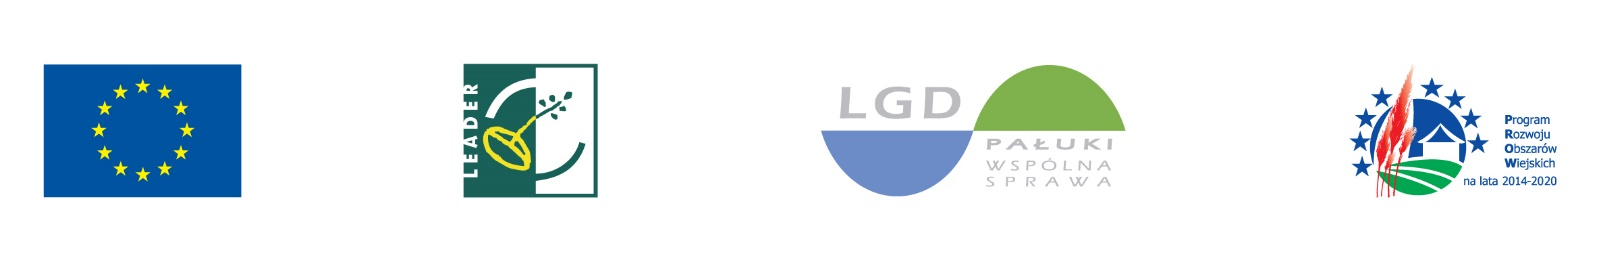 LEADER
LGD
PAŁUKI
WSPÓLNA
SPRAWA
Program
Rozwoju
Obszarów
Wiejskich
na lata 2014-2020